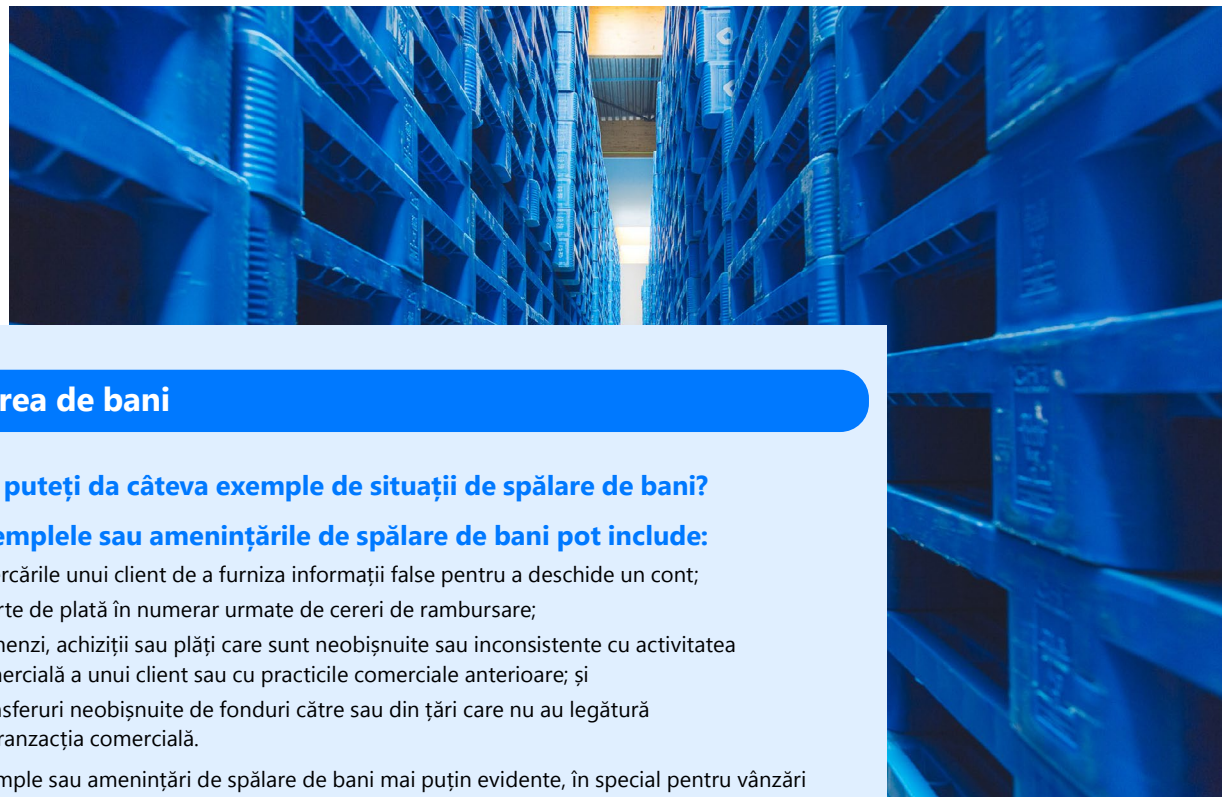 rea de bani
puteți da câteva exemple de situații de spălare de bani?
emplele sau amenințările de spălare de bani pot include:
ercările unui client de a furniza informații false pentru a deschide un cont;
rte de plată în numerar urmate de cereri de rambursare;
menzi, achiziții sau plăți care sunt neobișnuite sau inconsistente cu activitatea
mercială a unui client sau cu practicile comerciale anterioare; și
nsferuri neobișnuite de fonduri către sau din țări care nu au legătură
ranzacția comercială.
mple sau amenințări de spălare de bani mai puțin evidente, în special pentru vânzări